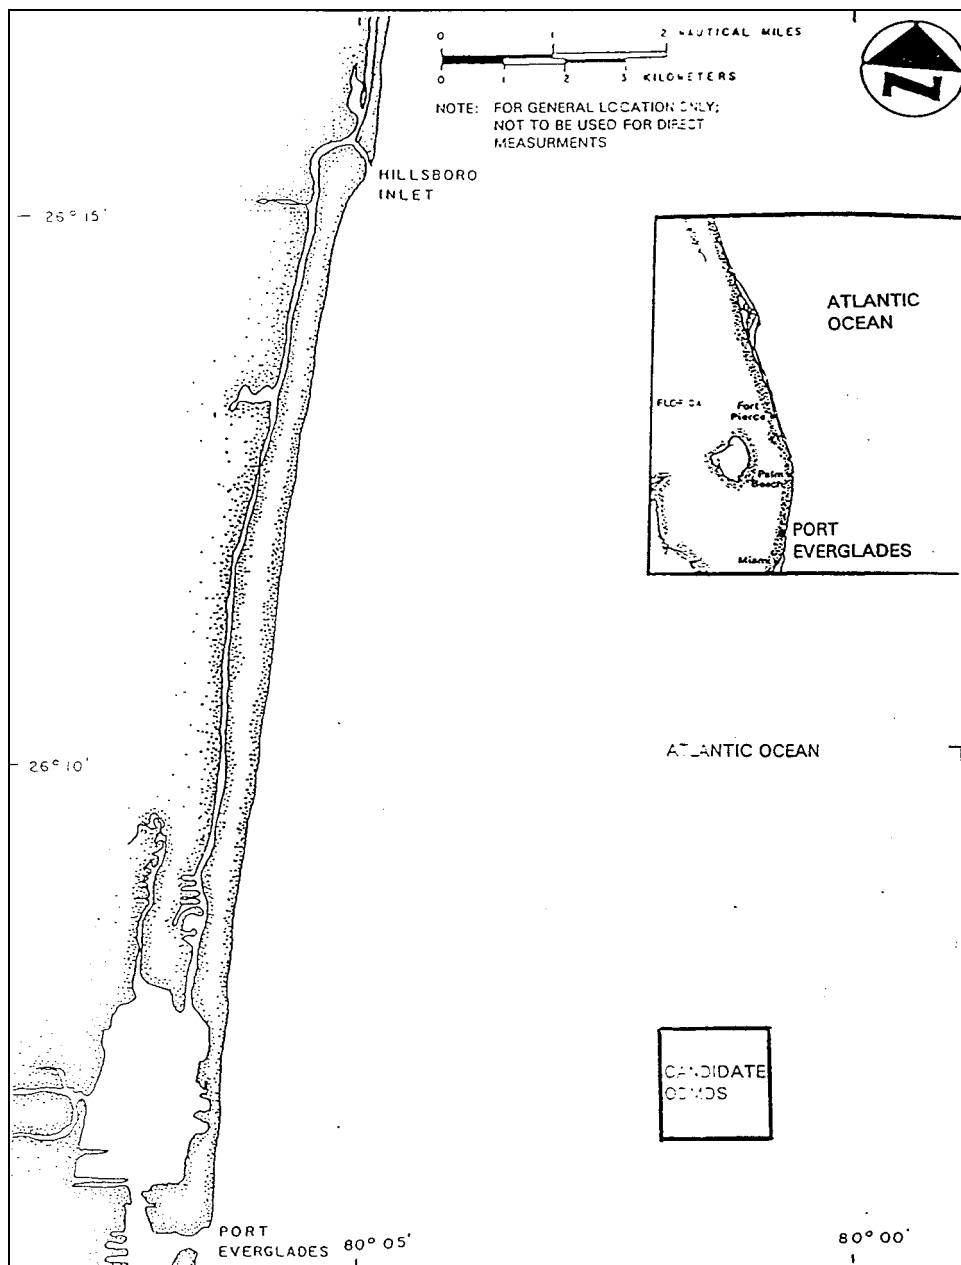 0 1 2 NAUTICAL MILES
0 1 2 3 KILOMETERS
NOTE: FOR GENERAL LOCATION ONLY;
NOT TO BE USED FOR DIRECT
MEASURMENTS
N
HILLSBORO
INLET
26° 15'
ATLANTIC
OCEAN
FLORIDA
Fort
Pierce
Palm
Beach
PORT
EVERGLADES
Miami
ATLANTIC OCEAN
26° 10'
CANDIDATE
ODMDS
PORT
EVERGLADES
80° 05'
80° 00'